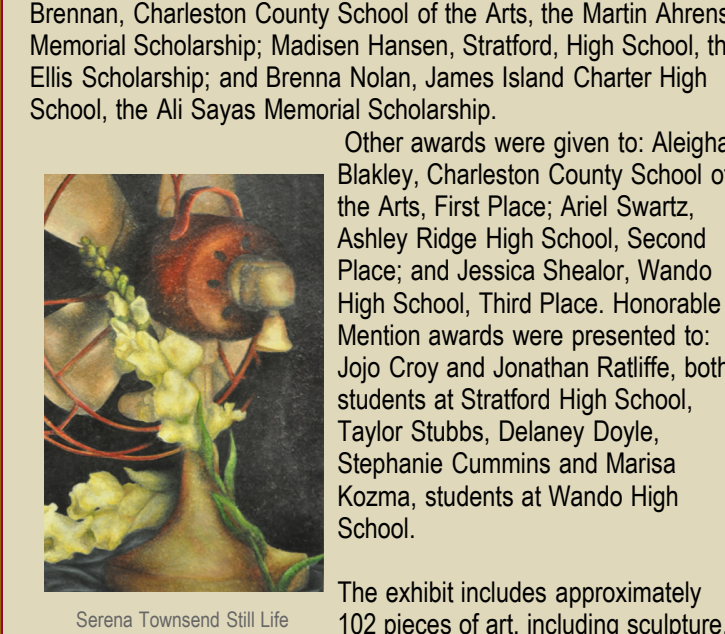 Brennan, Charleston County School of the Arts, the Martin Ahrens
Memorial Scholarship; Madisen Hansen, Stratford, High School, th
Ellis Scholarship; and Brenna Nolan, James Island Charter High
School, the Ali Sayas Memorial Scholarship.
Other awards were given to: Aleigha
Blakley, Charleston County School of
the Arts, First Place; Ariel Swartz,
Ashley Ridge High School, Second
Place; and Jessica Shealor, Wando
High School, Third Place. Honorable
Mention awards were presented to:
Jojo Croy and Jonathan Ratliffe, both
students at Stratford High School,
Taylor Stubbs, Delaney Doyle,
Stephanie Cummins and Marisa
Kozma, students at Wando High
School.
The exhibit includes approximately
102 pieces of art, including sculpture,
Serena Townsend Still Life